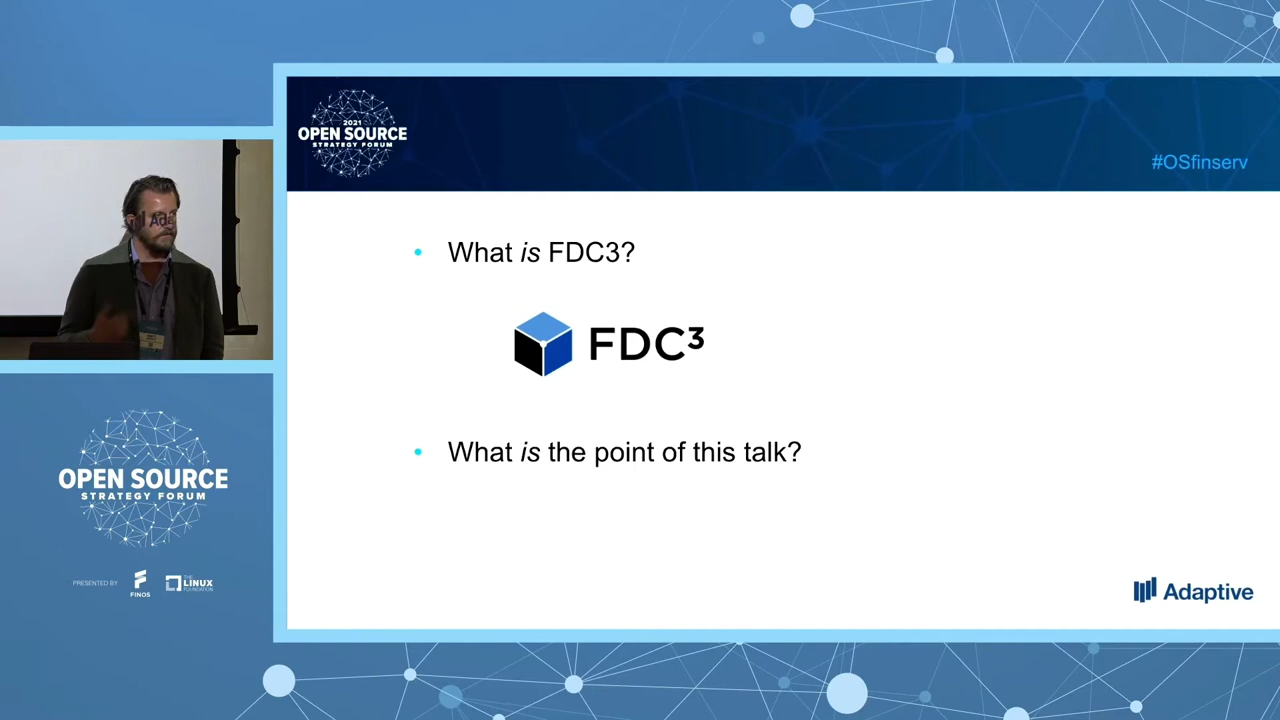 2021
OPEN SOURCE
STRATEGY FORUM
#OSfinserv
What is FDC3?
FDC³
What is the point of this talk?
Adaptive
OPEN SOURCE
STRATEGY FORUM
PRESENTED BY
FINOS
THE
LINUX
FOUNDATION